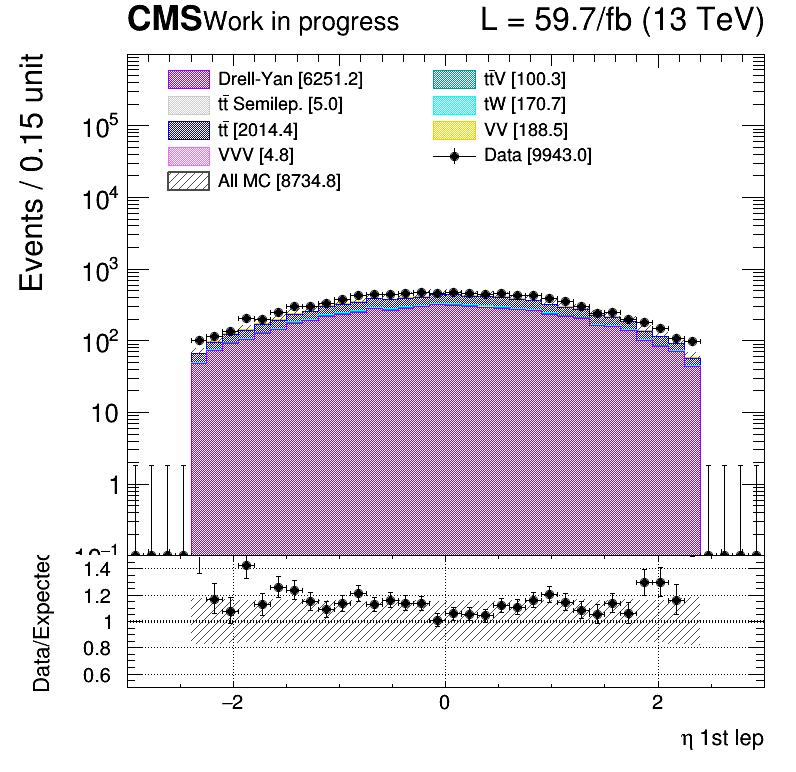 CMS Work in progress L = 59.7/fb (13 TeV)
Events / 0.15 unit
Drell-Yan [6251.2]
tt̄V [100.3]
tt̄ Semilep. [5.0]
tW [170.7]
tt̄ [2014.4]
VV [188.5]
VVV [4.8]
Data [9943.0]
All MC [8734.8]
10⁵
10⁴
10³
10²
10
1
10⁻¹
Data/Expected
1.4
1.2
1
0.8
0.6
−2 0 2
η 1st lep